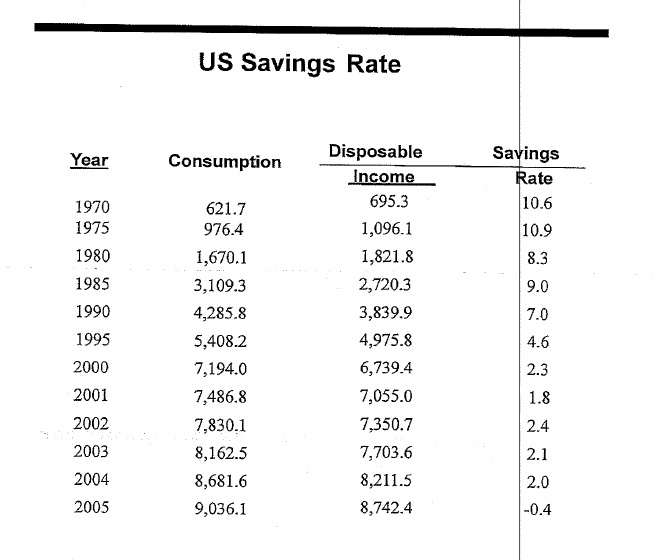 US Savings Rate
Year Consumption Disposable Income Savings Rate
1970 621.7 695.3 10.6
1975 976.4 1,096.1 10.9
1980 1,670.1 1,821.8 8.3
1985 3,109.3 2,720.3 9.0
1990 4,285.8 3,839.9 7.0
1995 5,408.2 4,975.8 4.6
2000 7,194.0 6,739.4 2.3
2001 7,486.8 7,055.0 1.8
2002 7,830.1 7,350.7 2.4
2003 8,162.5 7,703.6 2.1
2004 8,681.6 8,211.5 2.0
2005 9,036.1 8,742.4 -0.4